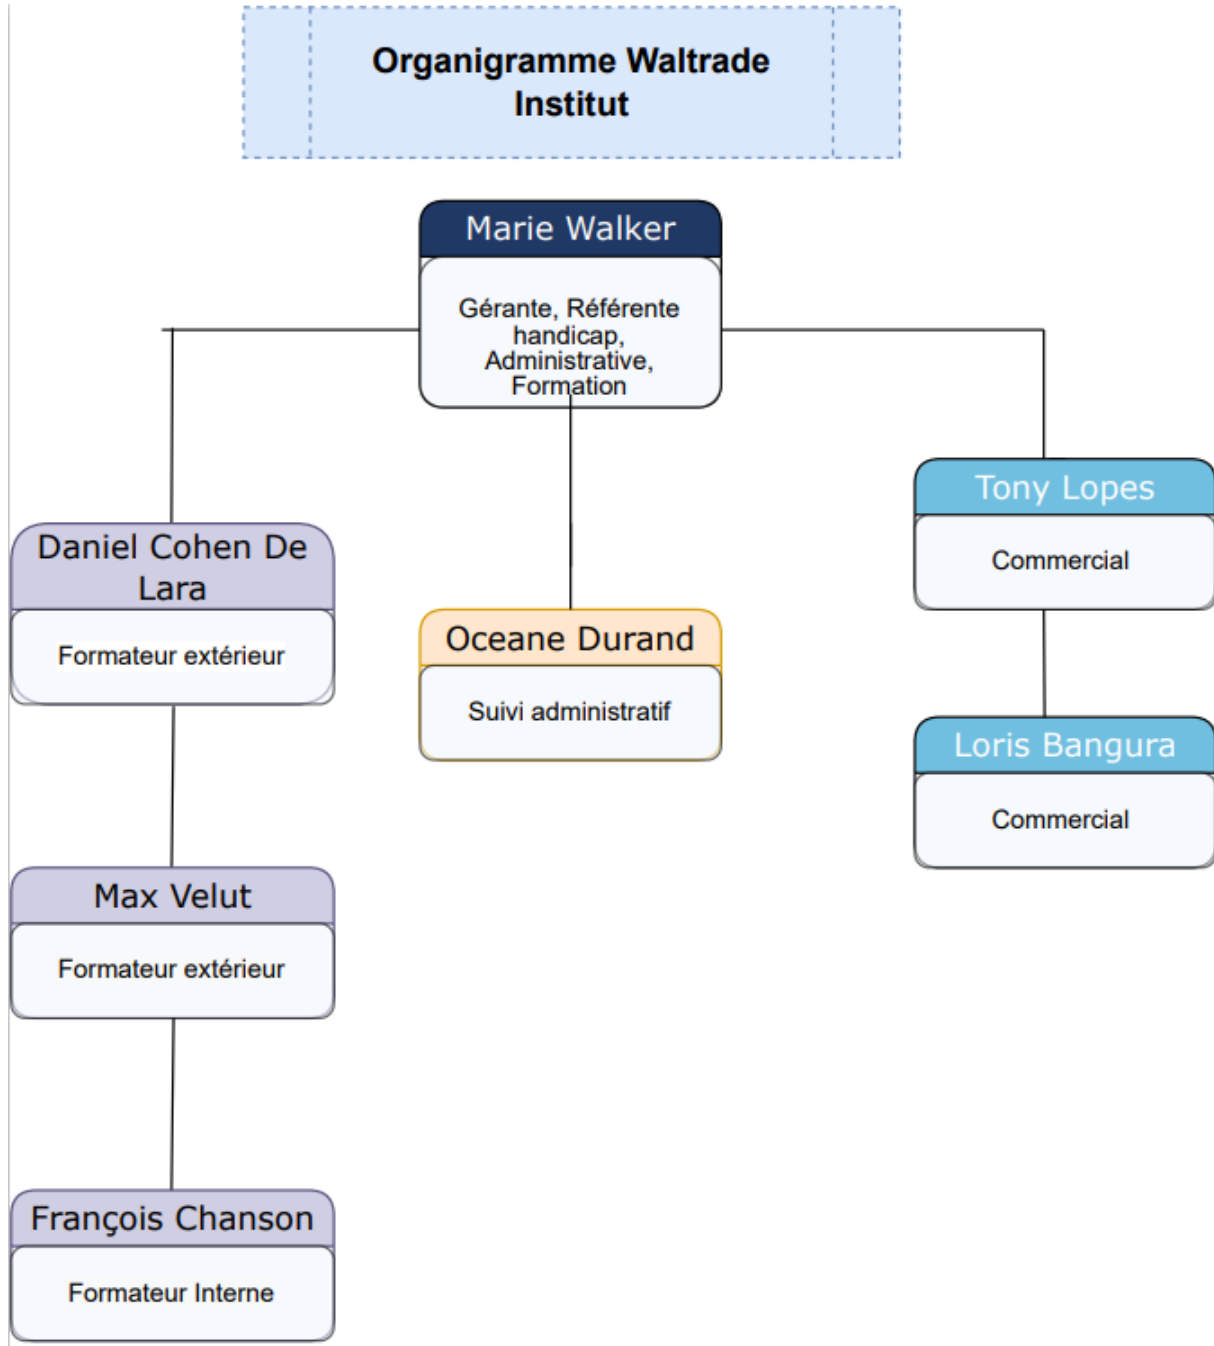 Organigramme Waltrade
Institut
Marie Walker
Gérante, Référente
handicap,
Administrative,
Formation
Daniel Cohen De
Lara
Formateur extérieur
Oceane Durand
Suivi administratif
Tony Lopes
Commercial
Loris Bangura
Commercial
Max Velut
Formateur extérieur
François Chanson
Formateur Interne